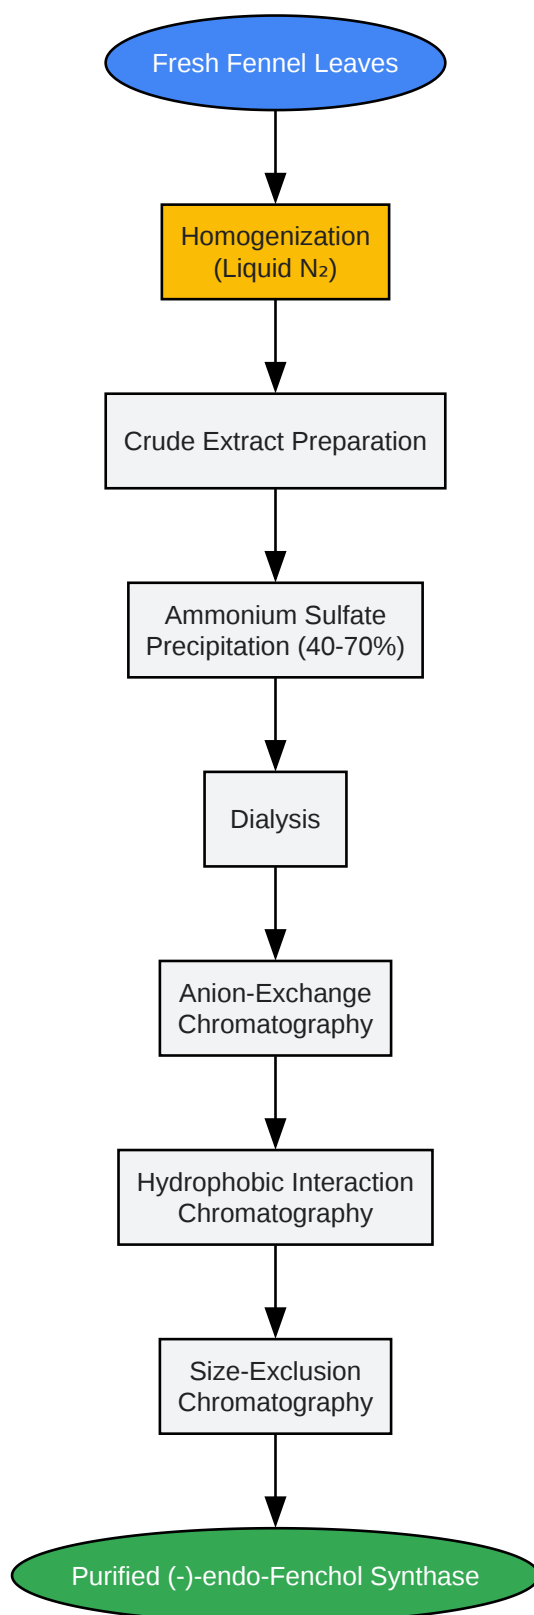 Fresh Fennel Leaves
Homogenization
(Liquid N₂)
Crude Extract Preparation
Ammonium Sulfate
Precipitation (40-70%)
Dialysis
Anion-Exchange
Chromatography
Hydrophobic Interaction
Chromatography
Size-Exclusion
Chromatography
Purified (-)-endo-Fenchol Synthase